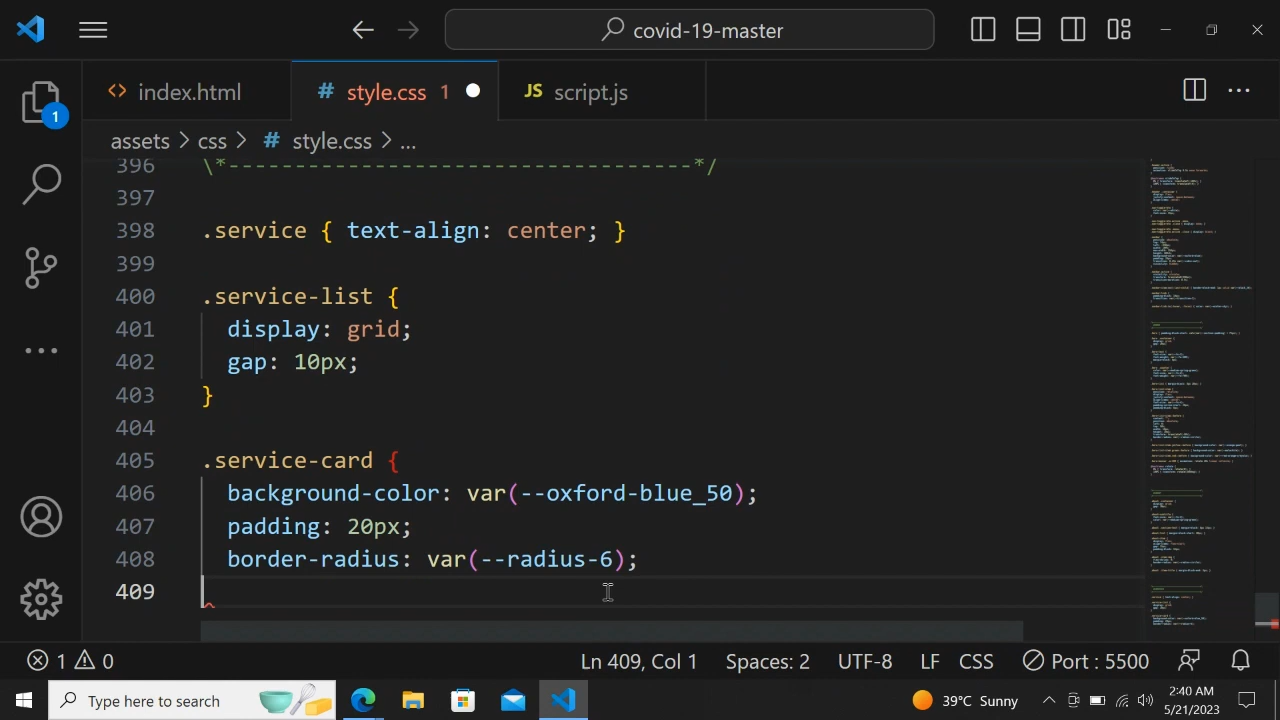 covid-19-master
index.html
style.css 1
JS script.js
1
assets > css > # style.css > ...
396 \*-----------------------------------*/
397
398 .service { text-align: center; }
399
400 .service-list {
401 display: grid;
402 gap: 10px;
403 }
404
405 .service-card {
406 background-color: var(--oxford-blue_50);
407 padding: 20px;
408 border-radius: var(--radius-6);
409
1 0 Ln 409, Col 1 Spaces: 2 UTF-8 LF CSS Port : 5500
Type here to search
39°C Sunny
2:40 AM
5/21/2023